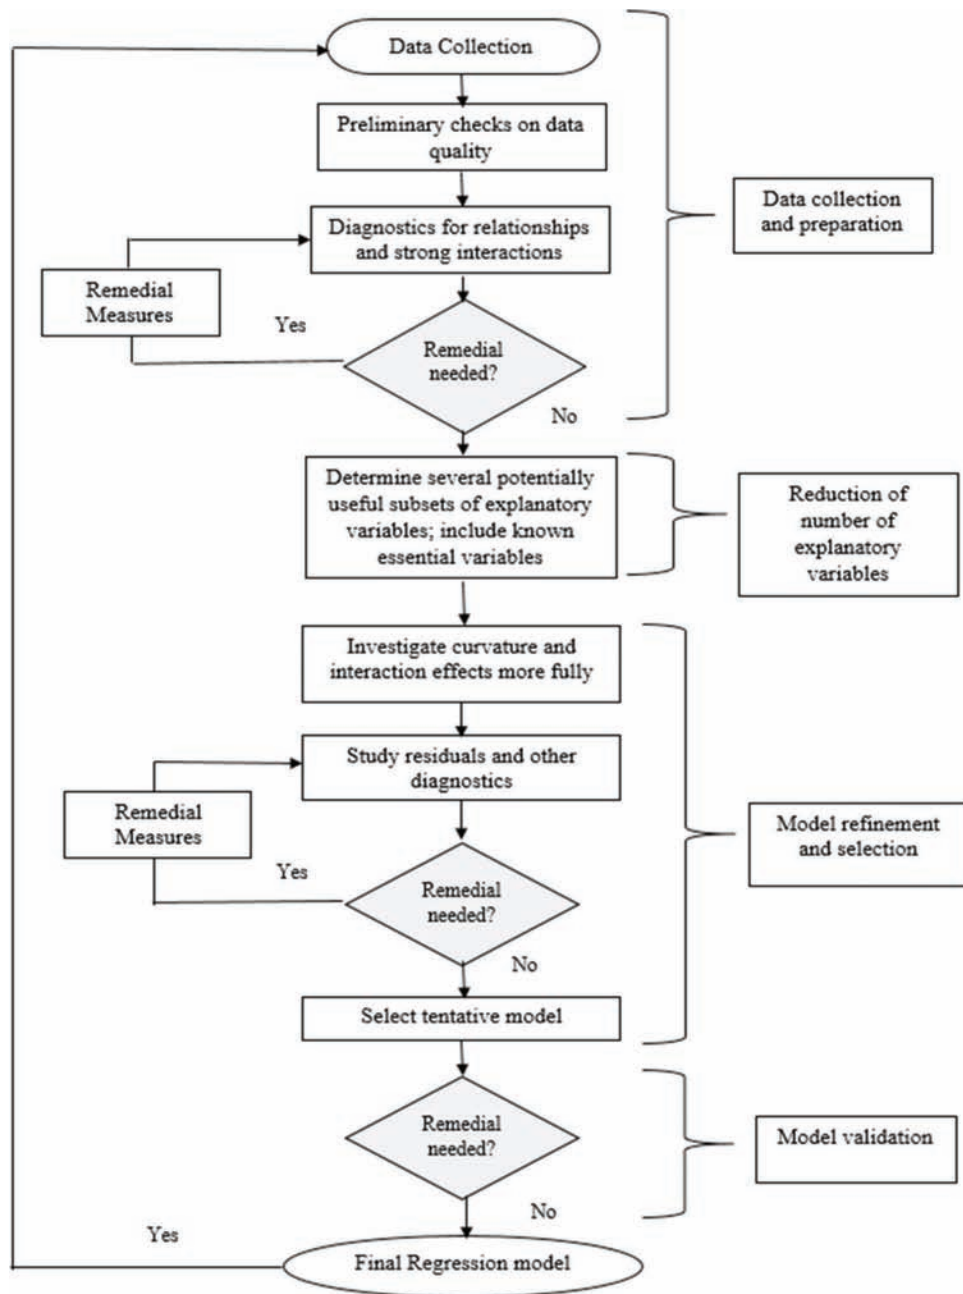 Data Collection
Preliminary checks on data
quality
Data collection
and preparation
Diagnostics for relationships
and strong interactions
Remedial
Measures
Yes
Remedial
needed?
No
Determine several potentially
useful subsets of explanatory
variables; include known
essential variables
Reduction of
number of
explanatory
variables
Investigate curvature and
interaction effects more fully
Study residuals and other
diagnostics
Remedial
Measures
Model refinement
and selection
Yes
Remedial
needed?
No
Select tentative model
Remedial
needed?
Model validation
No
Yes
Final Regression model